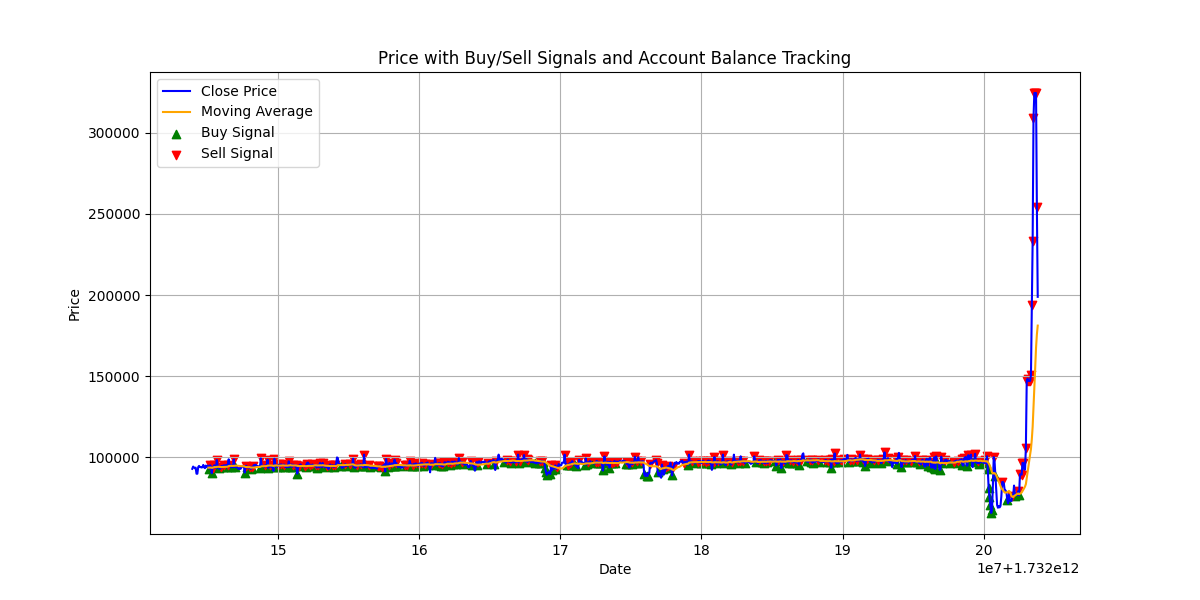 Price with Buy/Sell Signals and Account Balance Tracking
Close Price
Moving Average
Buy Signal
Sell Signal
300000
250000
200000
150000
100000
Price
15
16
17
18
19
20
Date
1e7+1.732e12